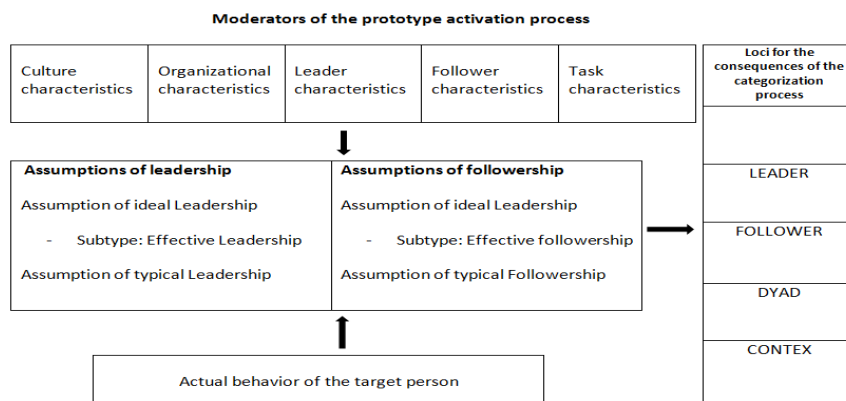 Moderators of the prototype activation process
Culture
characteristics
Organizational
characteristics
Leader
characteristics
Follower
characteristics
Task
characteristics
Loci for the
consequences of the
categorization
process
LEADER
FOLLOWER
DYAD
CONTEX
Assumptions of leadership
Assumption of ideal Leadership
- Subtype: Effective Leadership
Assumption of typical Leadership
Assumptions of followership
Assumption of ideal Leadership
- Subtype: Effective followership
Assumption of typical Followership
Actual behavior of the target person